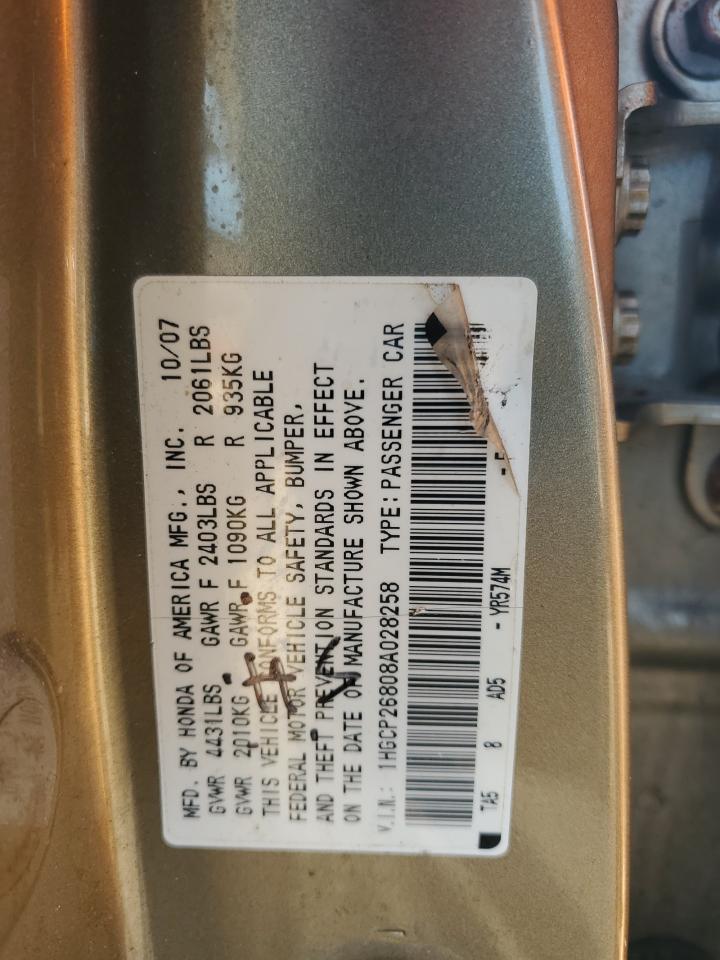 MFD. BY HONDA OF AMERICA MFG., INC. 10/07
GVWR 4431LBS GAWR F 2403LBS R 2061LBS
GVWR 2010KG GAWR F 1090KG R 935KG
THIS VEHICLE CONFORMS TO ALL APPLICABLE
FEDERAL MOTOR VEHICLE SAFETY, BUMPER,
AND THEFT PREVENTION STANDARDS IN EFFECT
ON THE DATE OF MANUFACTURE SHOWN ABOVE.
V.I.N.: 1HGCP26808A028258 TYPE: PASSENGER CAR
TA5 8 AD5 - YR574M -